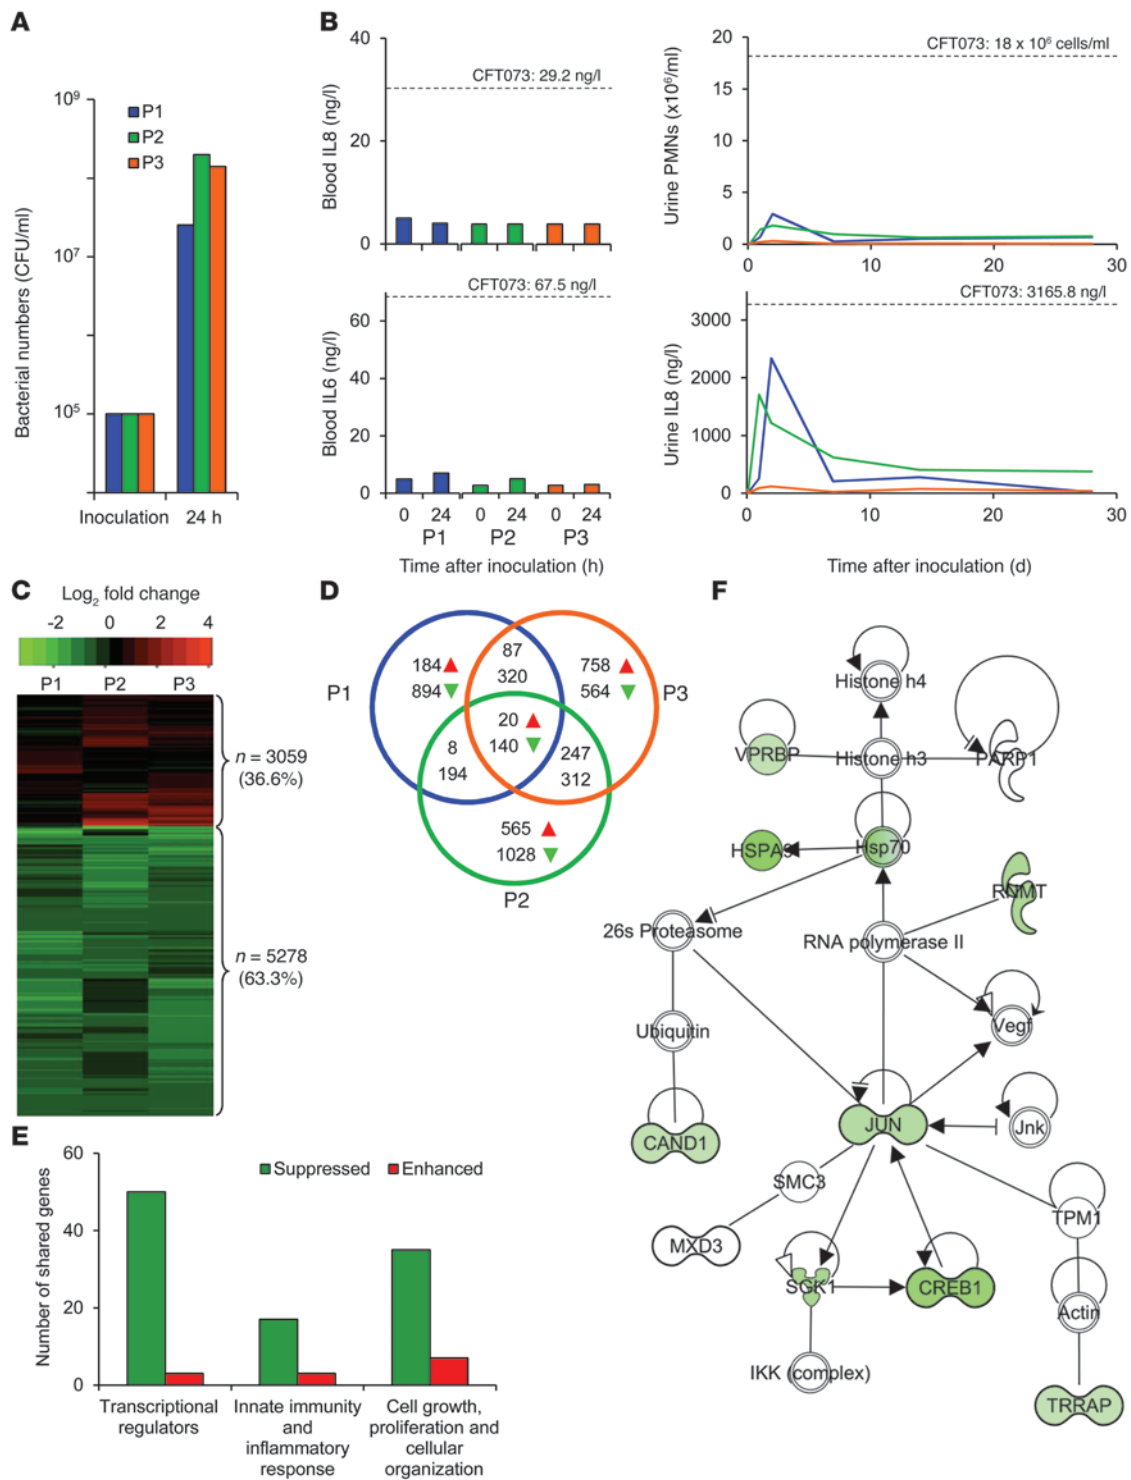 A
10⁹
10⁷
10⁵
Bacterial numbers (CFU/ml)
P1
P2
P3
Inoculation
24 h
B
40
20
0
Blood IL8 (ng/l)
CFT073: 29.2 ng/l
60
40
20
0
Blood IL6 (ng/l)
CFT073: 67.5 ng/l
0 24 0 24 0 24
P1 P2 P3
Time after inoculation (h)
20
15
10
5
0
Urine PMNs (x10⁶/ml)
CFT073: 18 x 10⁶ cells/ml
0 10 20 30
3000
2000
1000
0
Urine IL8 (ng/l)
CFT073: 3165.8 ng/l
0 10 20 30
Time after inoculation (d)
C
Log₂ fold change
-2 0 2 4
P1 P2 P3
n = 3059
(36.6%)
n = 5278
(63.3%)
D
P1
P3
P2
184
894
87
320
758
564
20
140
8
194
247
312
565
1028
E
60
40
20
0
Number of shared genes
Suppressed
Enhanced
Transcriptional
regulators
Innate immunity
and
inflammatory
response
Cell growth,
proliferation and
cellular
organization
F
Histone h4
VPRBP
Histone h3
PARP1
HSPA9
Hsp70
RNMT
26s Proteasome
RNA polymerase II
Ubiquitin
Vegf
CAND1
JUN
Jnk
SMC3
MXD3
TPM1
SGK1
CREB1
Actin
IKK (complex)
TRRAP